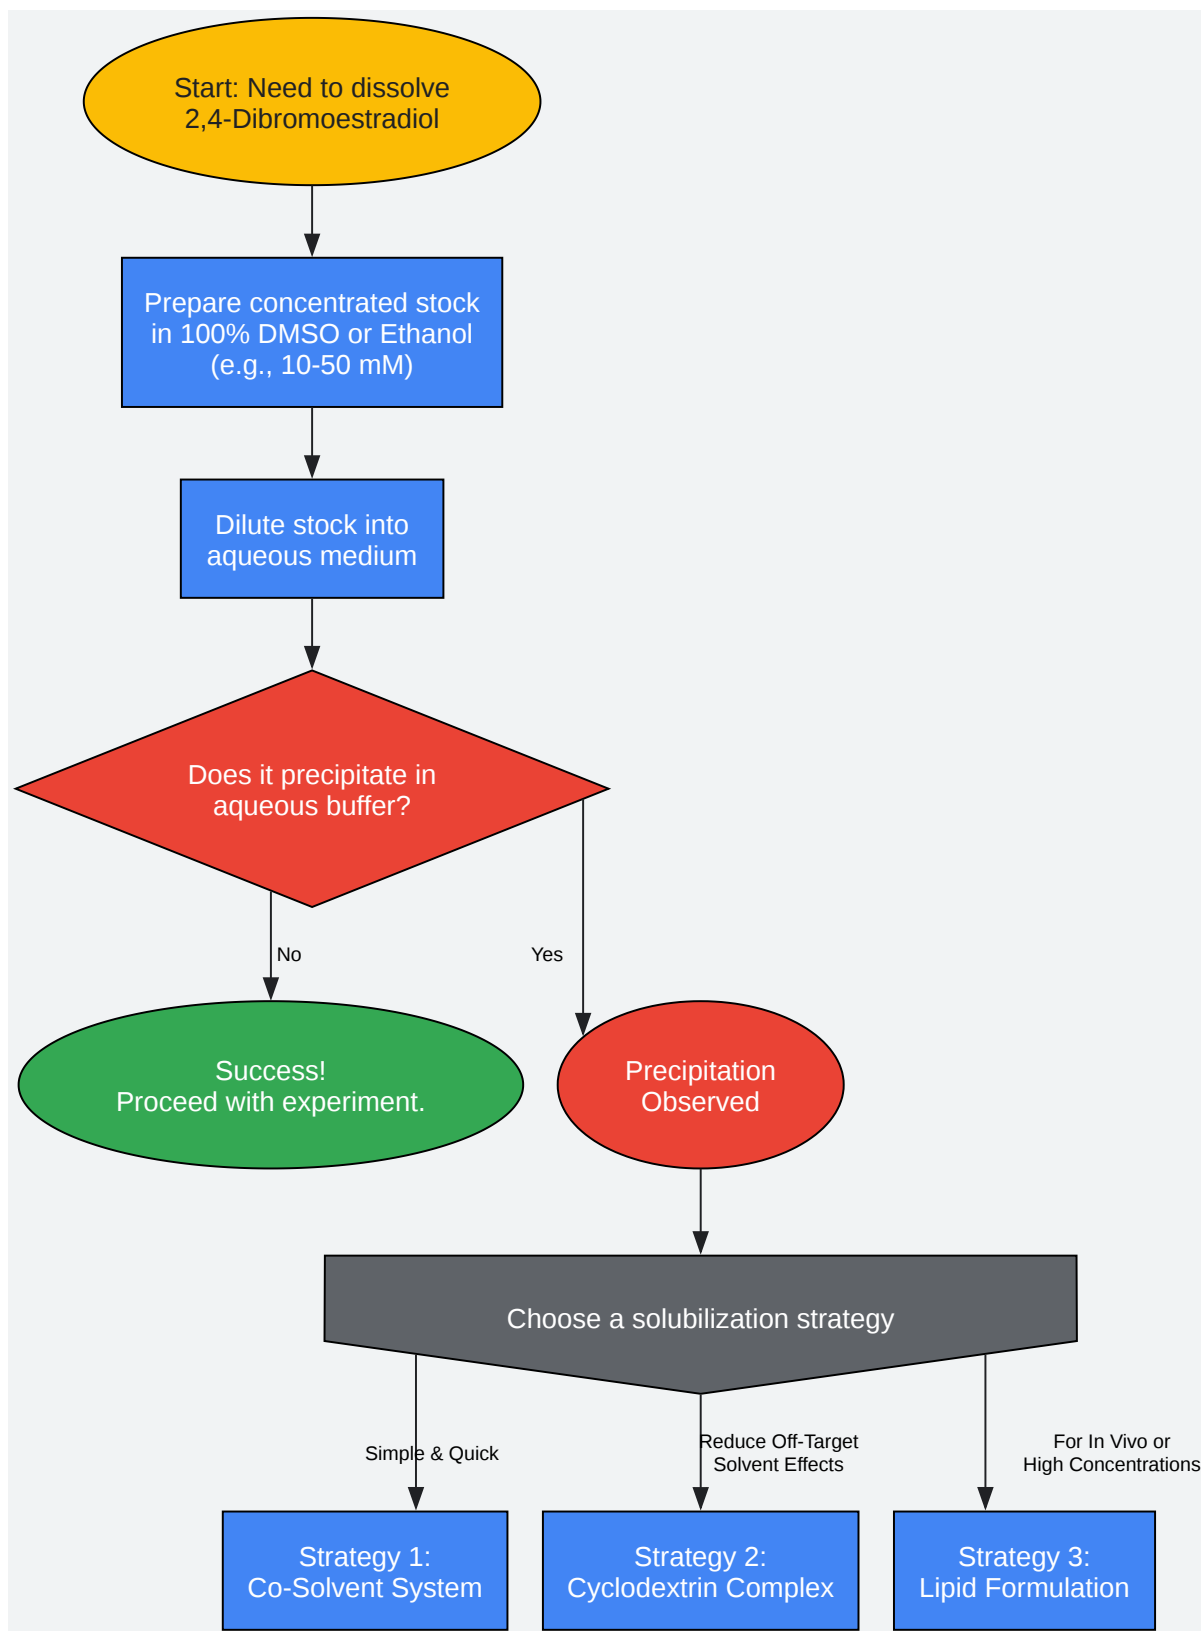 Start: Need to dissolve
2,4-Dibromoestradiol
Prepare concentrated stock
in 100% DMSO or Ethanol
(e.g., 10-50 mM)
Dilute stock into
aqueous medium
Does it precipitate in
aqueous buffer?
No
Yes
Success!
Proceed with experiment.
Precipitation
Observed
Choose a solubilization strategy
Simple & Quick
Reduce Off-Target
Solvent Effects
For In Vivo or
High Concentrations
Strategy 1:
Co-Solvent System
Strategy 2:
Cyclodextrin Complex
Strategy 3:
Lipid Formulation